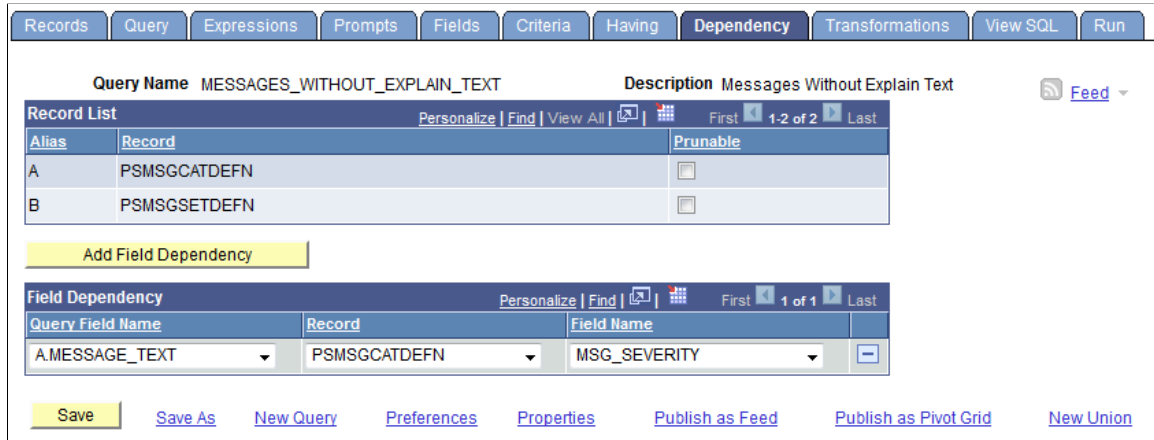 Records Query Expressions Prompts Fields Criteria Having Dependency Transformations View SQL Run
Query Name MESSAGES_WITHOUT_EXPLAIN_TEXT Description Messages Without Explain Text Feed
Record List Personalize | Find | View All | | First 1-2 of 2 Last
Alias Record Prunable
A PSMSGCATDEFN
B PSMSGSETDEFN
Add Field Dependency
Field Dependency Personalize | Find | | First 1 of 1 Last
Query Field Name Record Field Name
A.MESSAGE_TEXT PSMSGCATDEFN MSG_SEVERITY
Save Save As New Query Preferences Properties Publish as Feed Publish as Pivot Grid New Union